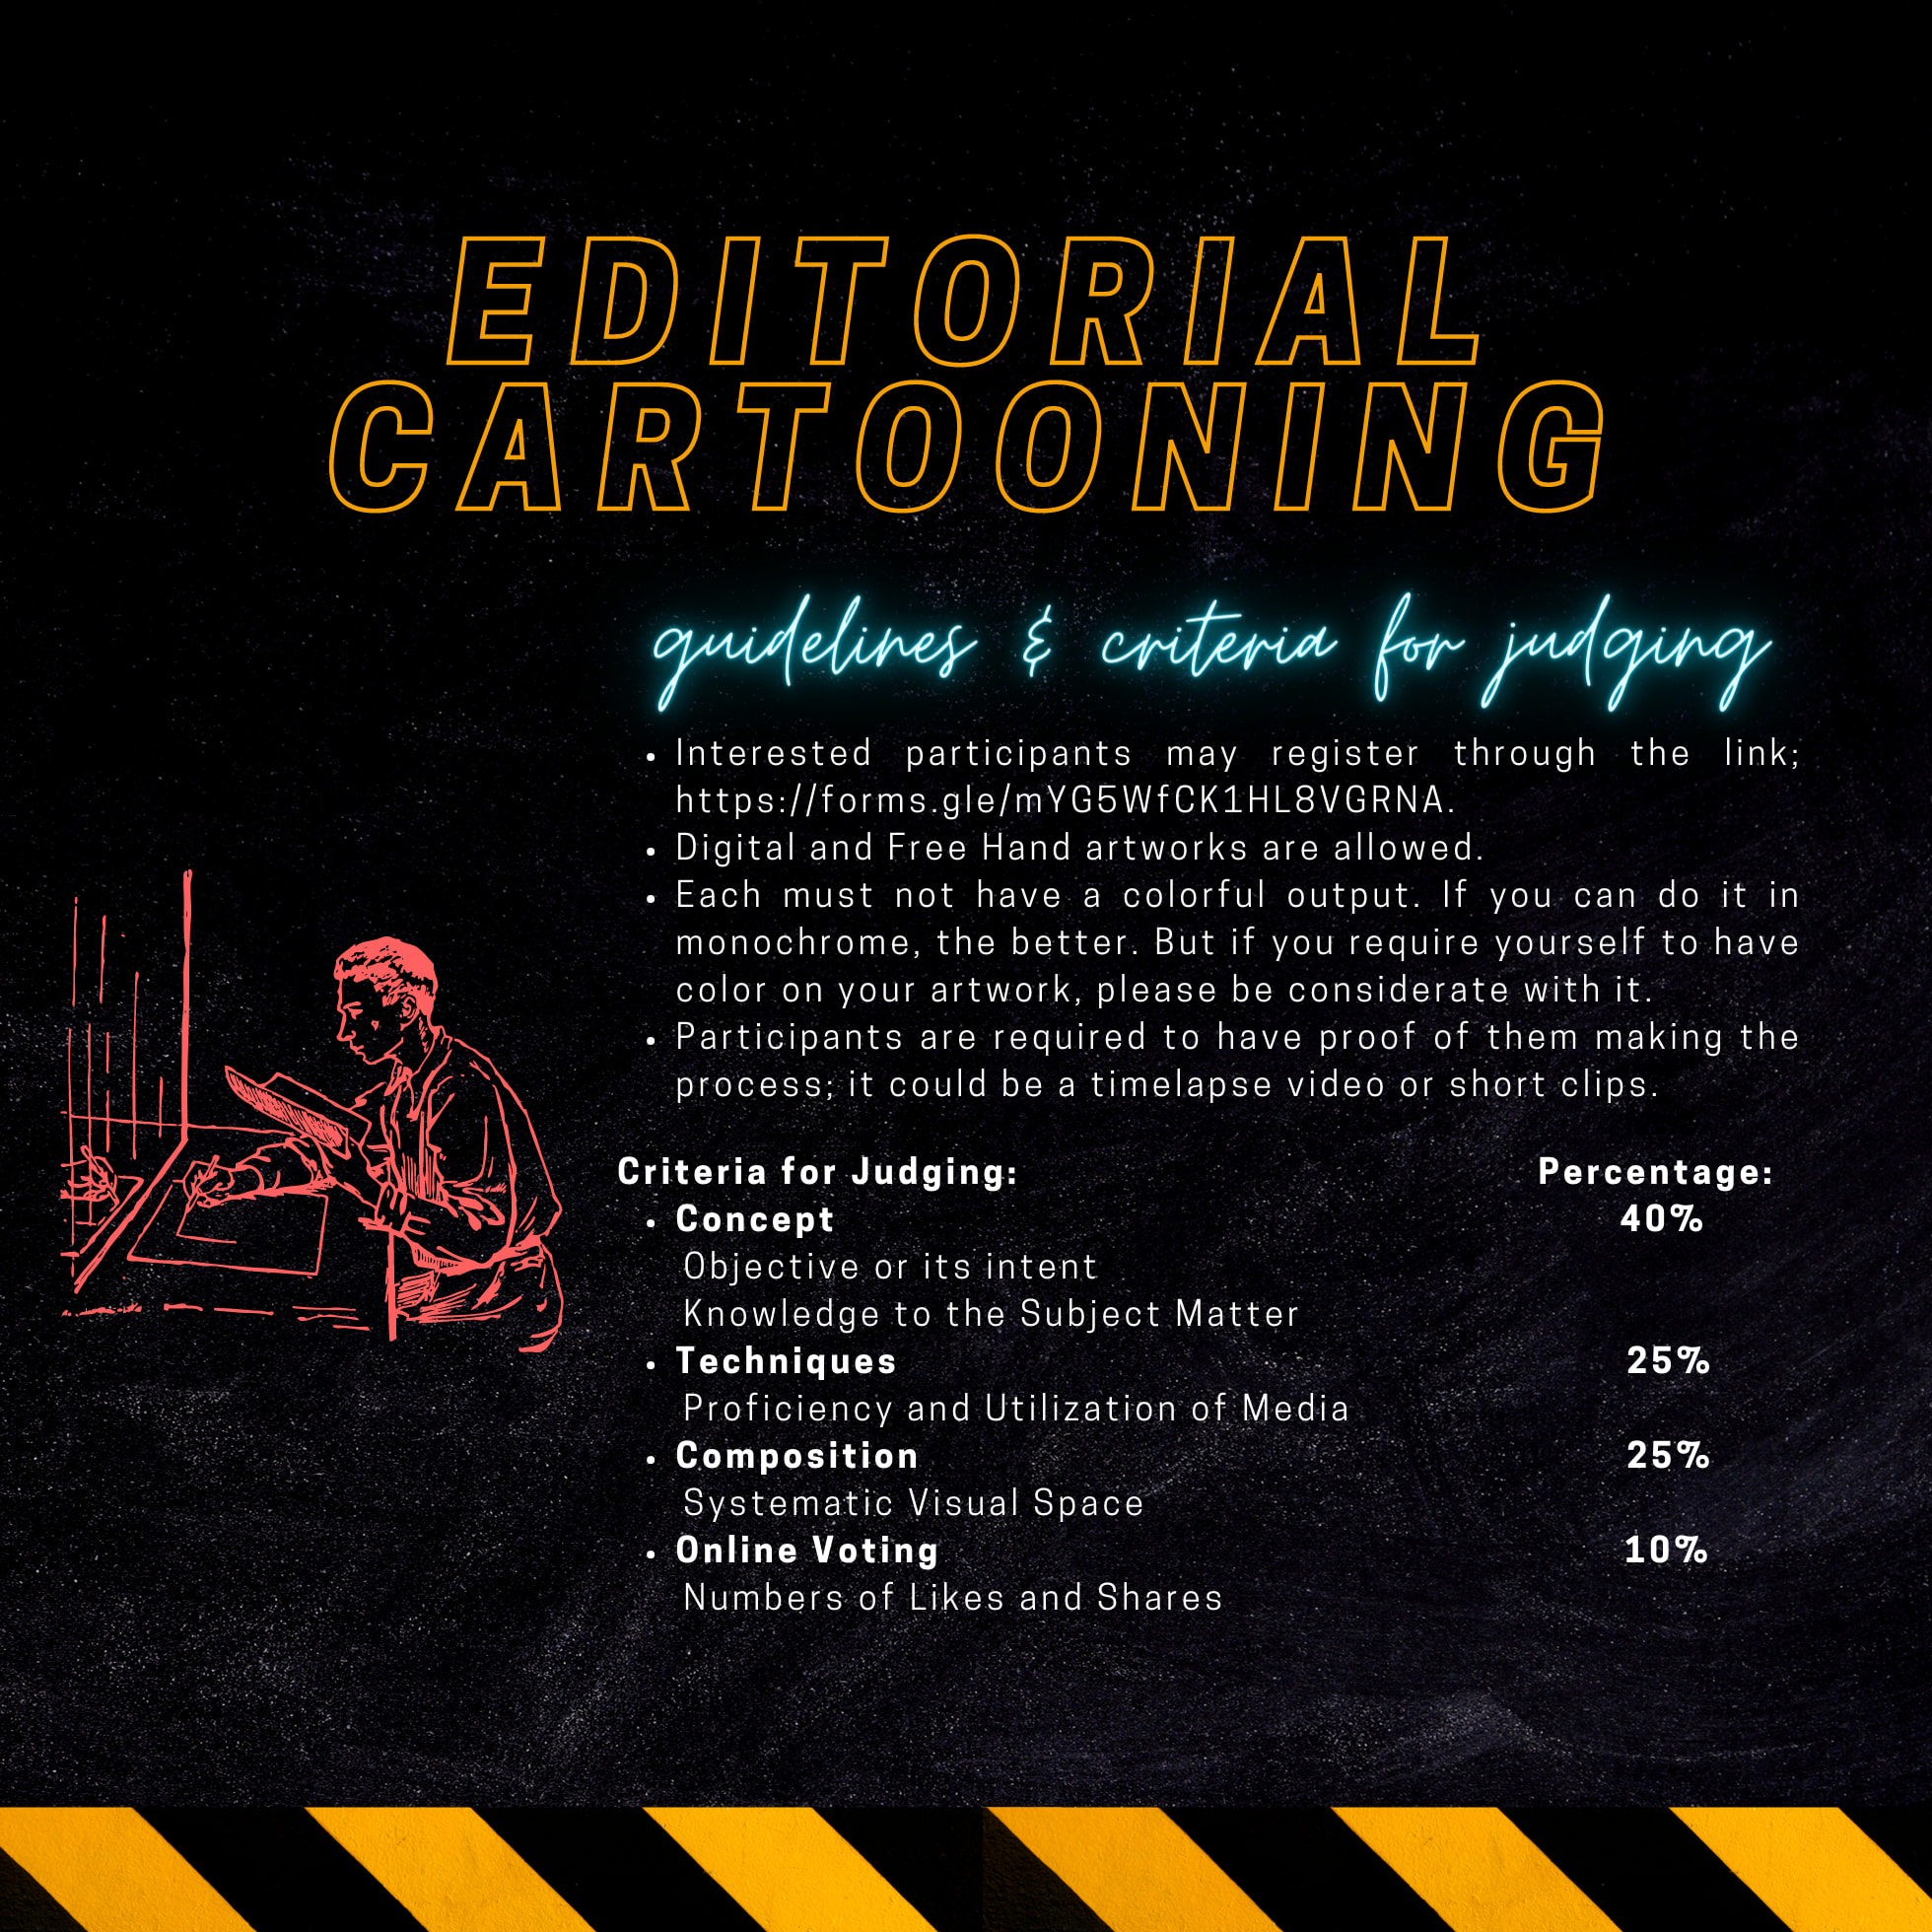 EDITORIAL
CARTOONING
guidelines & criteria for judging
• Interested participants may register through the link;
https://forms.gle/mYG5WfCK1HL8VGRNA.
• Digital and Free Hand artworks are allowed.
• Each must not have a colorful output. If you can do it in
monochrome, the better. But if you require yourself to have
color on your artwork, please be considerate with it.
• Participants are required to have proof of them making the
process; it could be a timelapse video or short clips.
Criteria for Judging: Percentage:
• Concept 40%
Objective or its intent
Knowledge to the Subject Matter
• Techniques 25%
Proficiency and Utilization of Media
• Composition 25%
Systematic Visual Space
• Online Voting 10%
Numbers of Likes and Shares